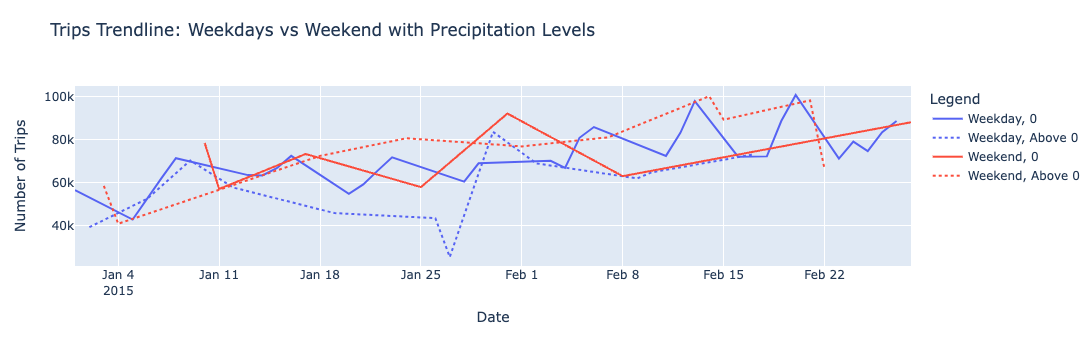 Trips Trendline: Weekdays vs Weekend with Precipitation Levels
Number of Trips
100k
80k
60k
40k
Jan 4
2015
Jan 11
Jan 18
Jan 25
Feb 1
Feb 8
Feb 15
Feb 22
Date
Legend
Weekday, 0
Weekday, Above 0
Weekend, 0
Weekend, Above 0